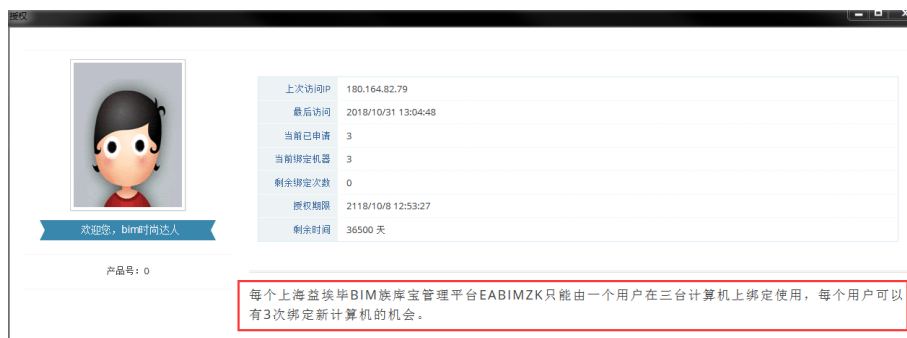 授权
上次访问IP 180.164.82.79
最后访问 2018/10/31 13:04:48
当前已申请 3
当前绑定机器 3
剩余绑定次数 0
授权期限 2118/10/8 12:53:27
剩余时间 36500 天
欢迎您，bim时尚达人
产品号：0
每个上海益埃毕BIM族库宝管理平台EABIMZK只能由一个用户在三台计算机上绑定使用，每个用户可以
有3次绑定新计算机的机会。